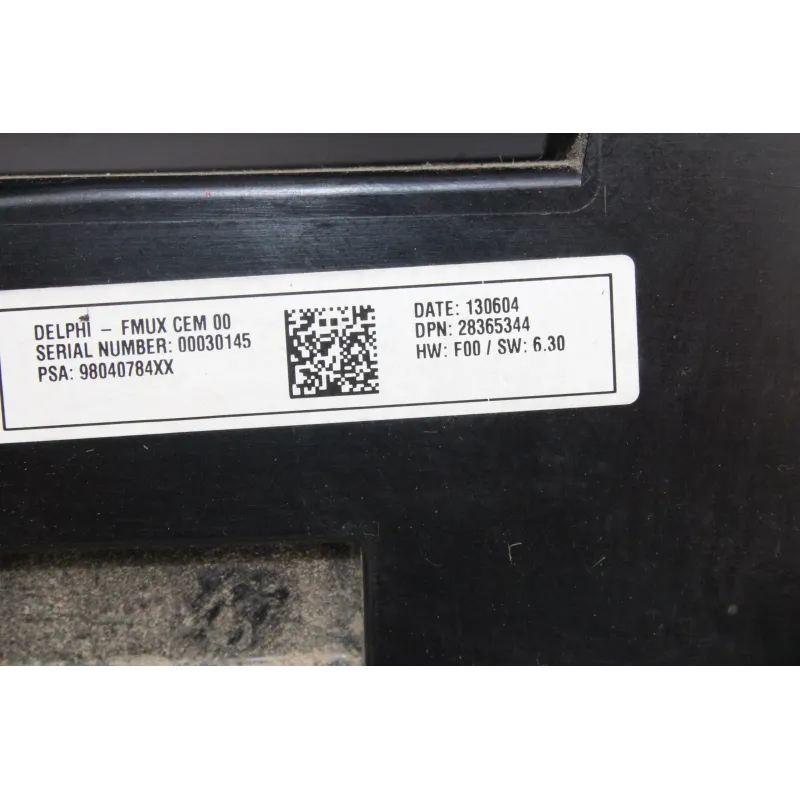 DELPHI – FMUX CEM 00
SERIAL NUMBER: 00030145
PSA: 98040784XX
DATE: 130604
DPN: 28365344
HW: F00 / SW: 6.30